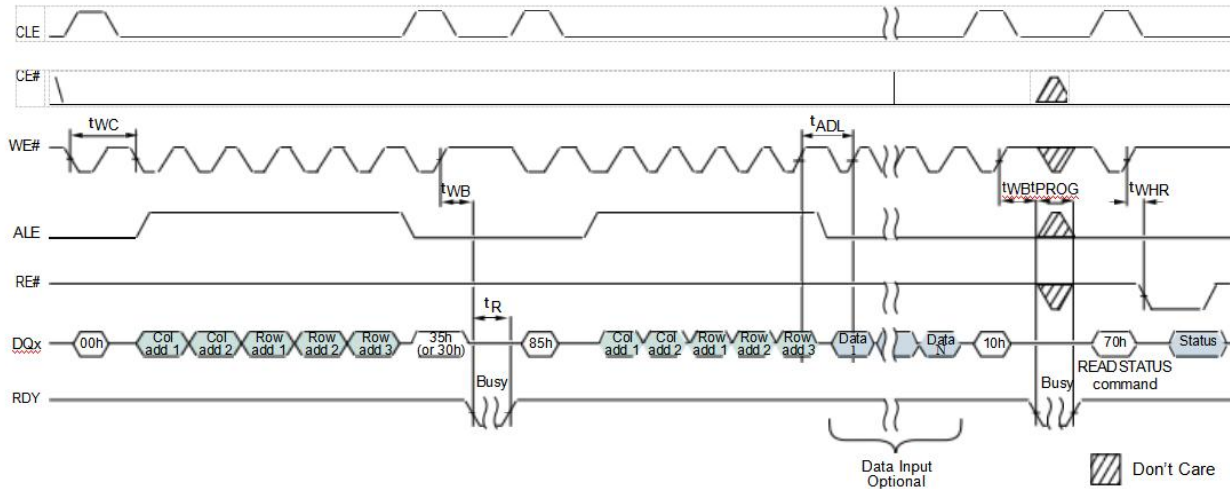 CLE
CE#
tWC
tADL
WE#
tWB
tWBtPROG
tWHR
ALE
RE#
tR
DQx
00h
Col add 1
Col add 2
Row add 1
Row add 2
Row add 3
35h
(or 30h)
85h
Col add 1
Col add 2
Row add 1
Row add 2
Row add 3
Data 1
Data N
10h
70h
Status
READ STATUS
command
Busy
Busy
RDY
Data Input
Optional
Don't Care